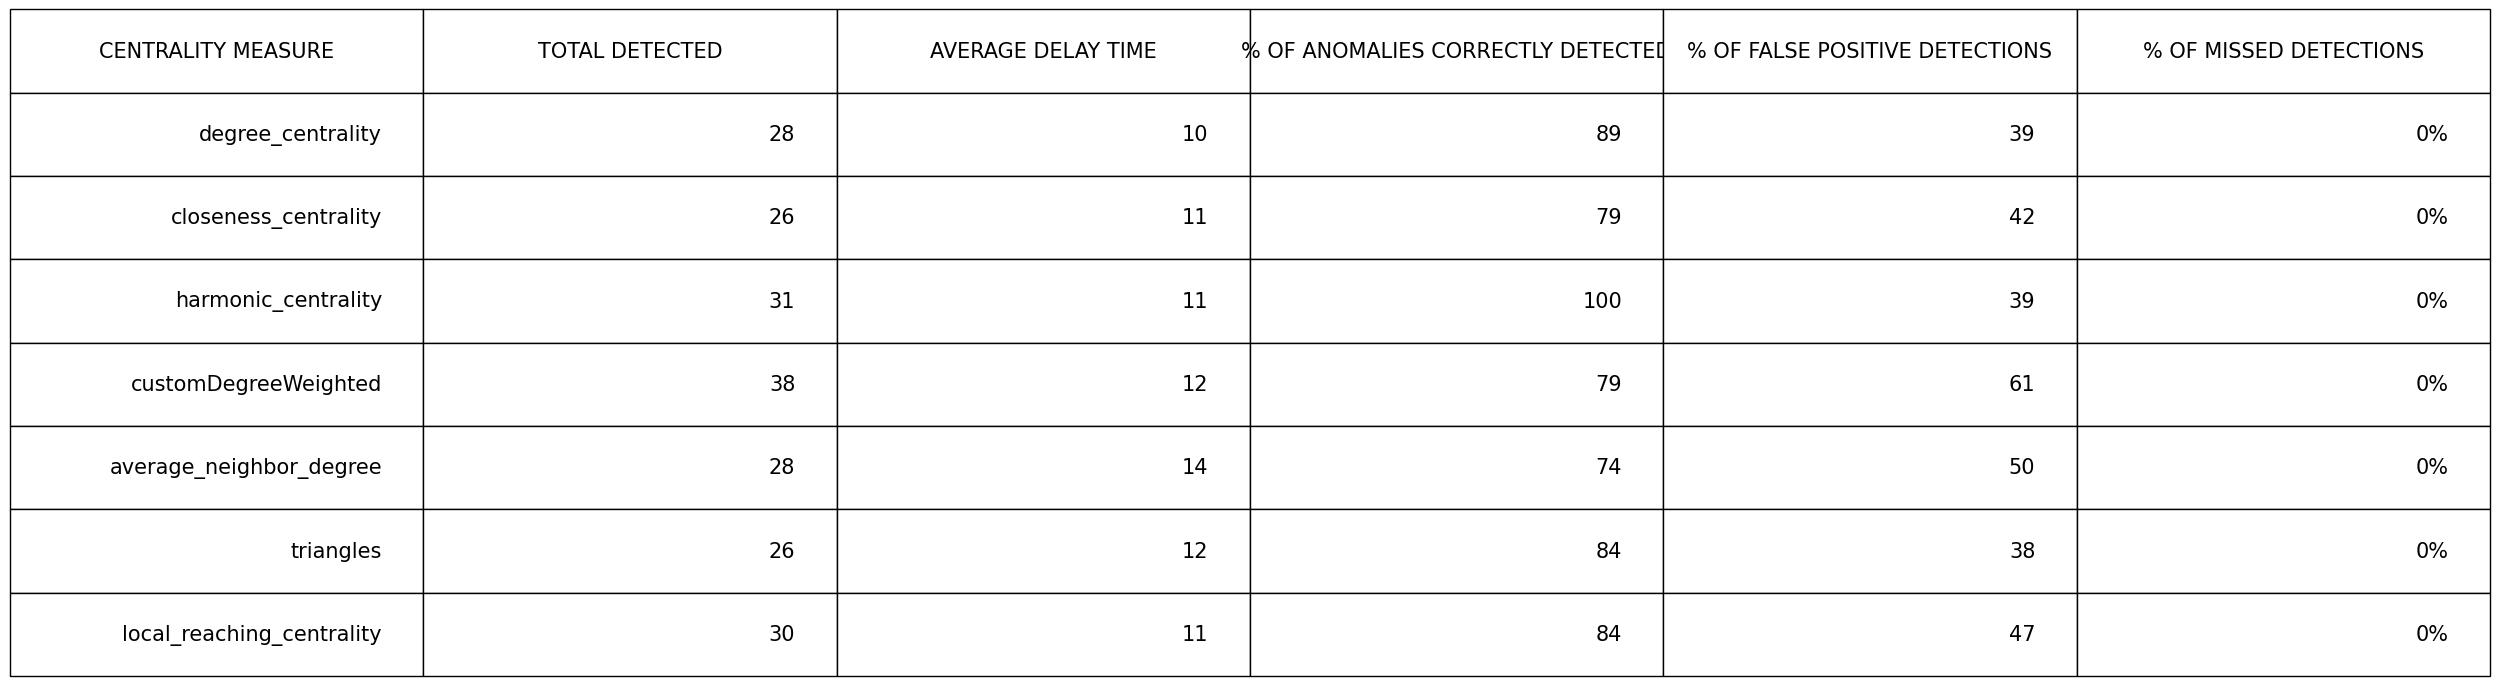 CENTRALITY MEASURE TOTAL DETECTED AVERAGE DELAY TIME % OF ANOMALIES CORRECTLY DETECTED % OF FALSE POSITIVE DETECTIONS % OF MISSED DETECTIONS
degree_centrality 28 10 89 39 0%
closeness_centrality 26 11 79 42 0%
harmonic_centrality 31 11 100 39 0%
customDegreeWeighted 38 12 79 61 0%
average_neighbor_degree 28 14 74 50 0%
triangles 26 12 84 38 0%
local_reaching_centrality 30 11 84 47 0%